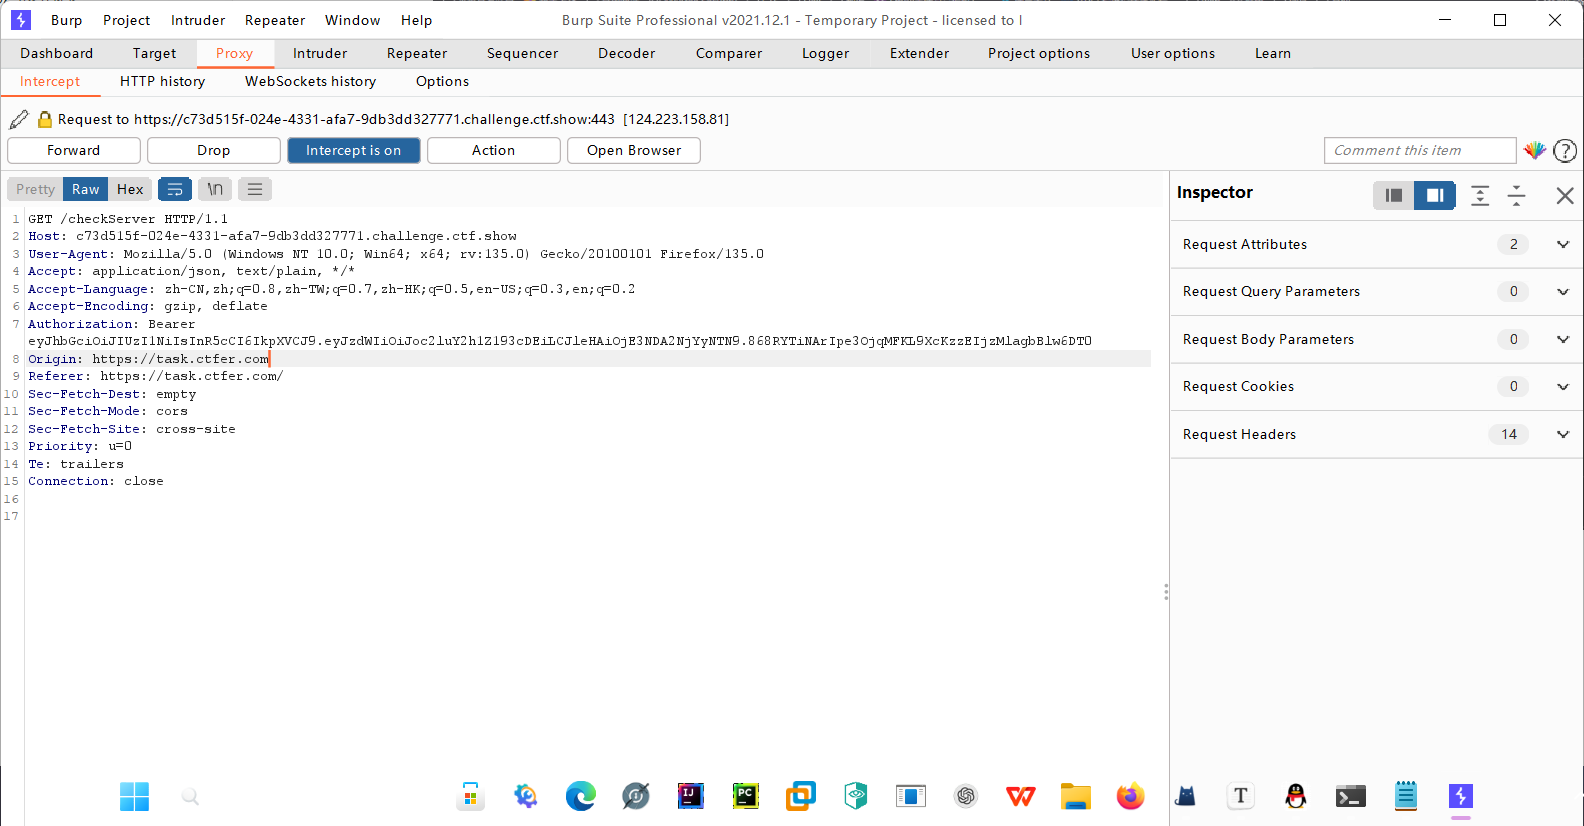 Burp Project Intruder Repeater Window Help Burp Suite Professional v2021.12.1 - Temporary Project - licensed to l
Dashboard Target Proxy Intruder Repeater Sequencer Decoder Comparer Logger Extender Project options User options Learn
Intercept HTTP history WebSockets history Options
Request to https://c73d515f-024e-4331-afa7-9db3dd327771.challenge.ctf.show:443 [124.223.158.81]
Forward Drop Intercept is on Action Open Browser Comment this item ?
Pretty Raw Hex \n
Inspector
1 GET /checkServer HTTP/1.1
2 Host: c73d515f-024e-4331-afa7-9db3dd327771.challenge.ctf.show
3 User-Agent: Mozilla/5.0 (Windows NT 10.0; Win64; x64; rv:135.0) Gecko/20100101 Firefox/135.0
4 Accept: application/json, text/plain, */*
5 Accept-Language: zh-CN,zh;q=0.8,zh-TW;q=0.7,zh-HK;q=0.5,en-US;q=0.3,en;q=0.2
6 Accept-Encoding: gzip, deflate
7 Authorization: Bearer
eyJhbGciOiJIUzI1NiIsInR5cCI6IkpXVCJ9.eyJzdWIiOiJoc2luY2hlZ193cDEiLCJleHAiOjE3NDA2NjYyNTN9.868RYTiNArIpe3OjqMFKL9XcKzzEIjzMlagbBlw6DT0
8 Origin: https://task.ctfer.com
9 Referer: https://task.ctfer.com/
10 Sec-Fetch-Dest: empty
11 Sec-Fetch-Mode: cors
12 Sec-Fetch-Site: cross-site
13 Priority: u=0
14 Te: trailers
15 Connection: close
16
17
Request Attributes 2
Request Query Parameters 0
Request Body Parameters 0
Request Cookies 0
Request Headers 14
IJ PC T